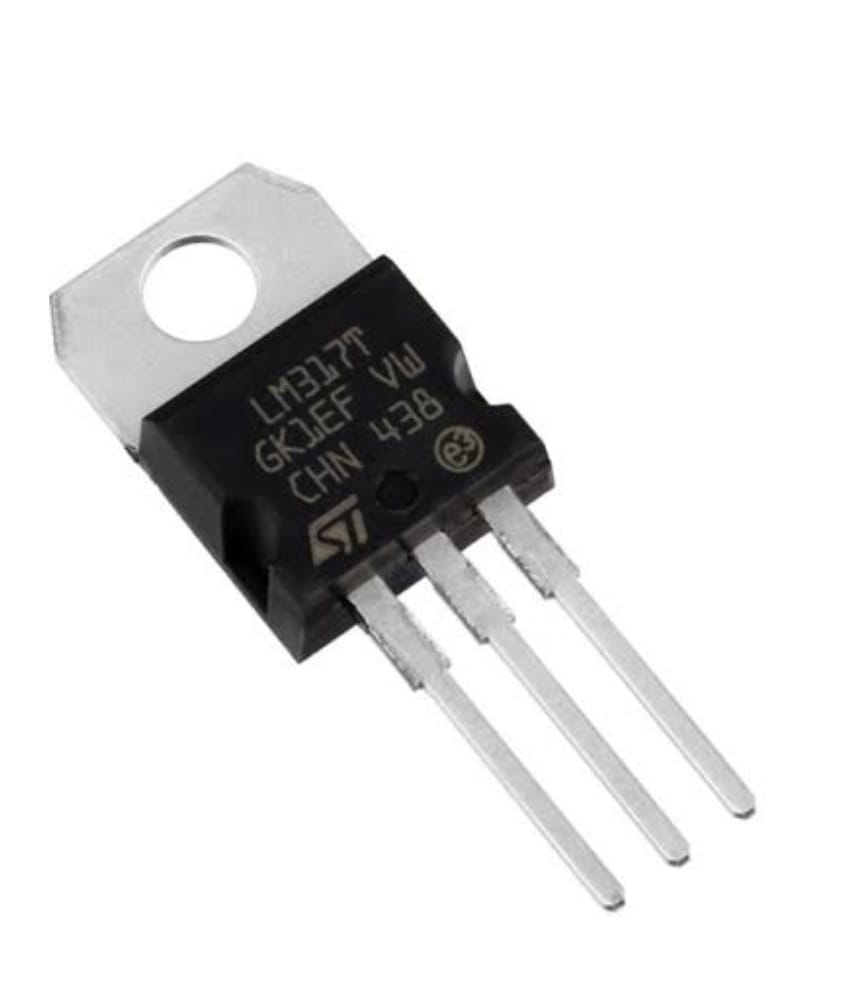 LM317T
GK1EF VW
CHN 438
ST e3